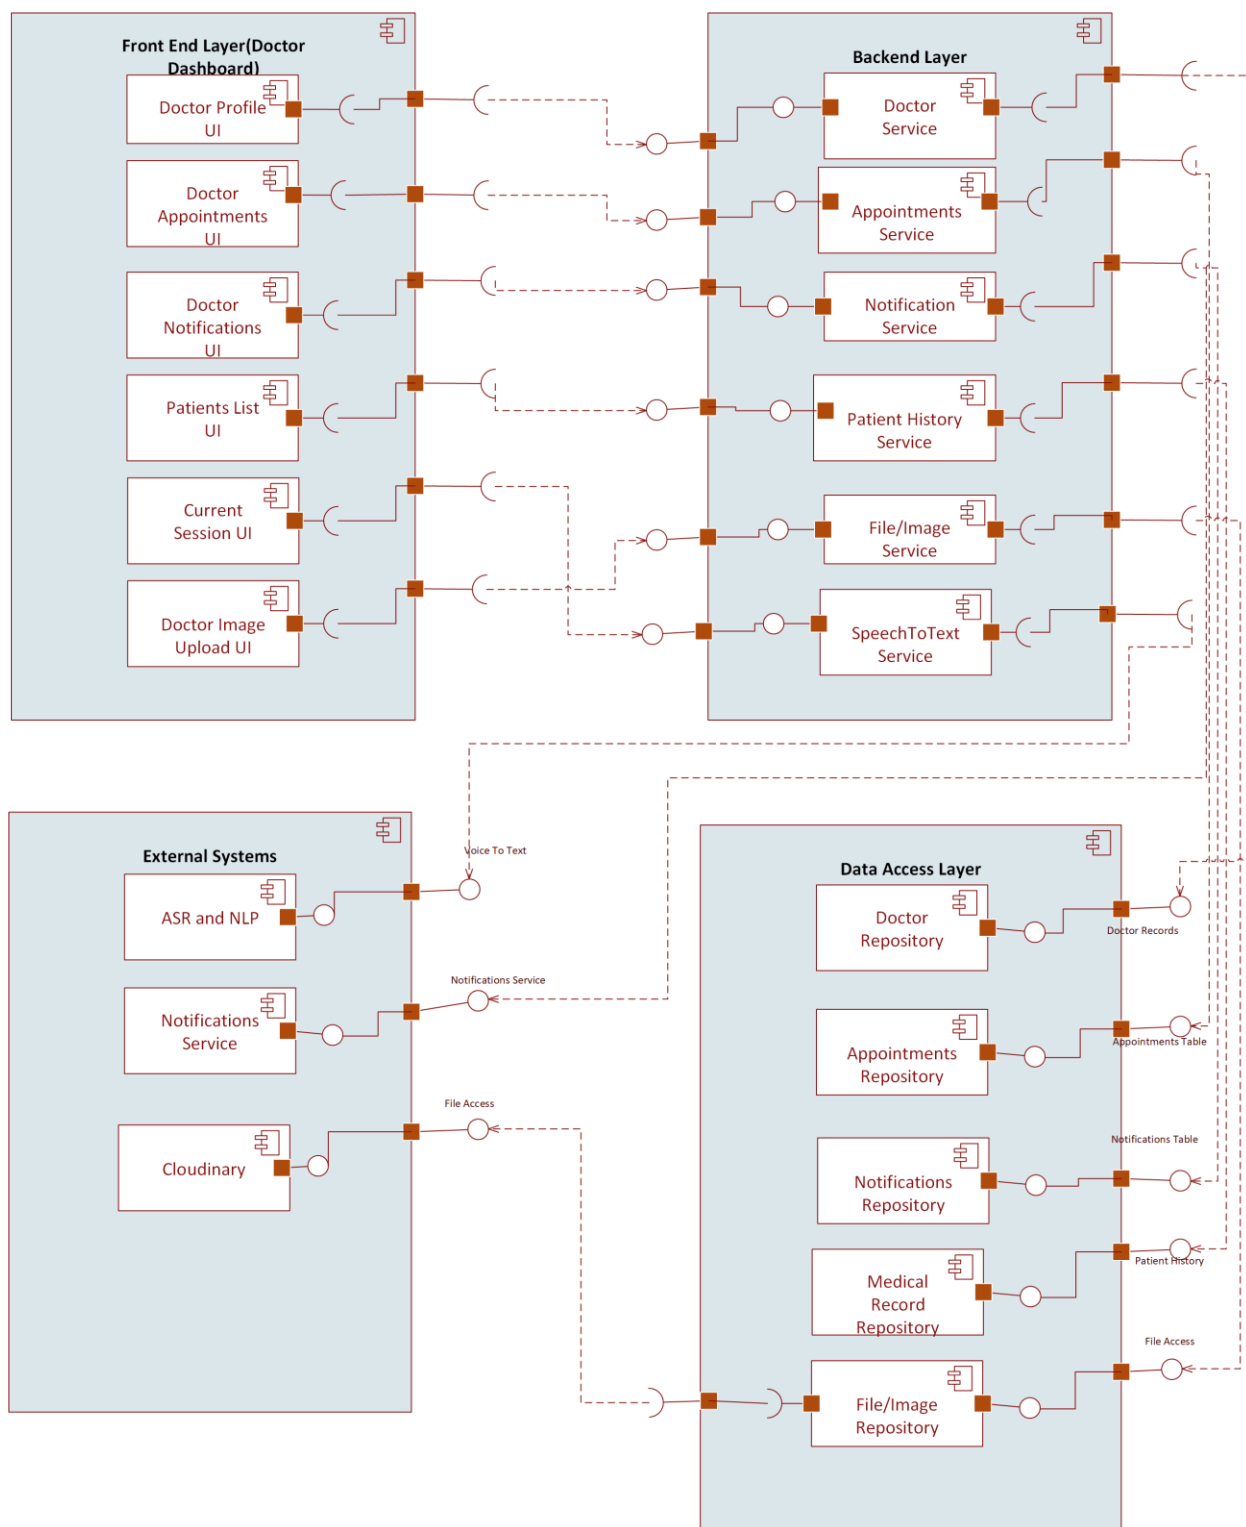 Front End Layer(Doctor
Dashboard)
Doctor Profile
UI
Doctor
Appointments
UI
Doctor
Notifications
UI
Patients List
UI
Current
Session UI
Doctor Image
Upload UI
Backend Layer
Doctor
Service
Appointments
Service
Notification
Service
Patient History
Service
File/Image
Service
SpeechToText
Service
External Systems
ASR and NLP
Notifications
Service
Cloudinary
Voice To Text
Notifications Service
File Access
Data Access Layer
Doctor
Repository
Appointments
Repository
Notifications
Repository
Medical
Record
Repository
File/Image
Repository
Doctor Records
Appointments Table
Notifications Table
Patient History
File Access